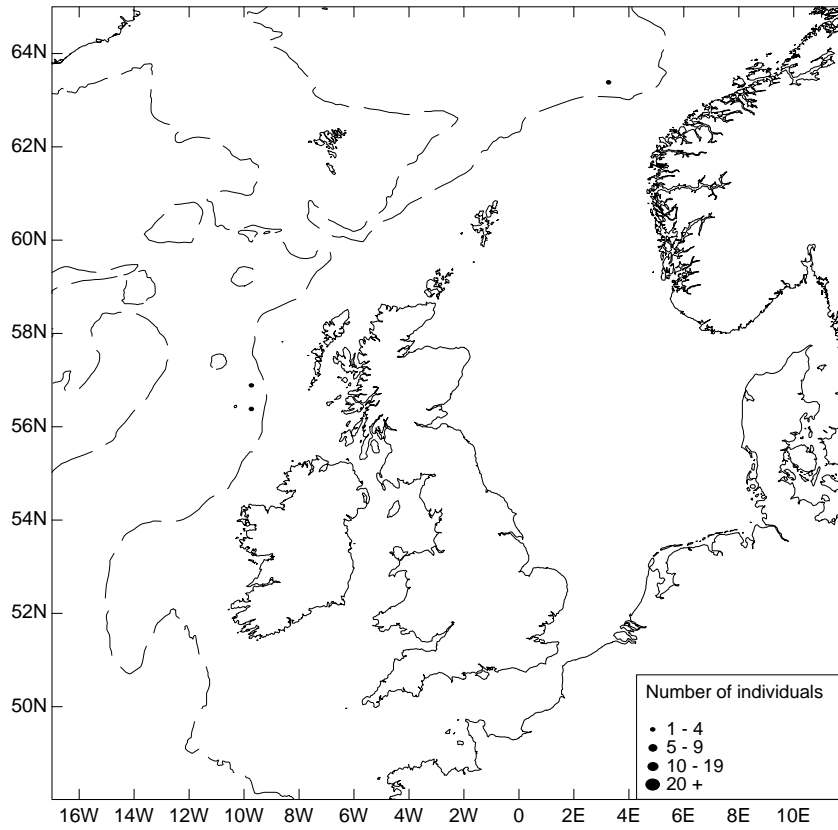 64N
62N
60N
58N
56N
54N
52N
50N
Number of individuals
1 - 4
5 - 9
10 - 19
20 +
16W 14W 12W 10W 8W 6W 4W 2W 0 2E 4E 6E 8E 10E